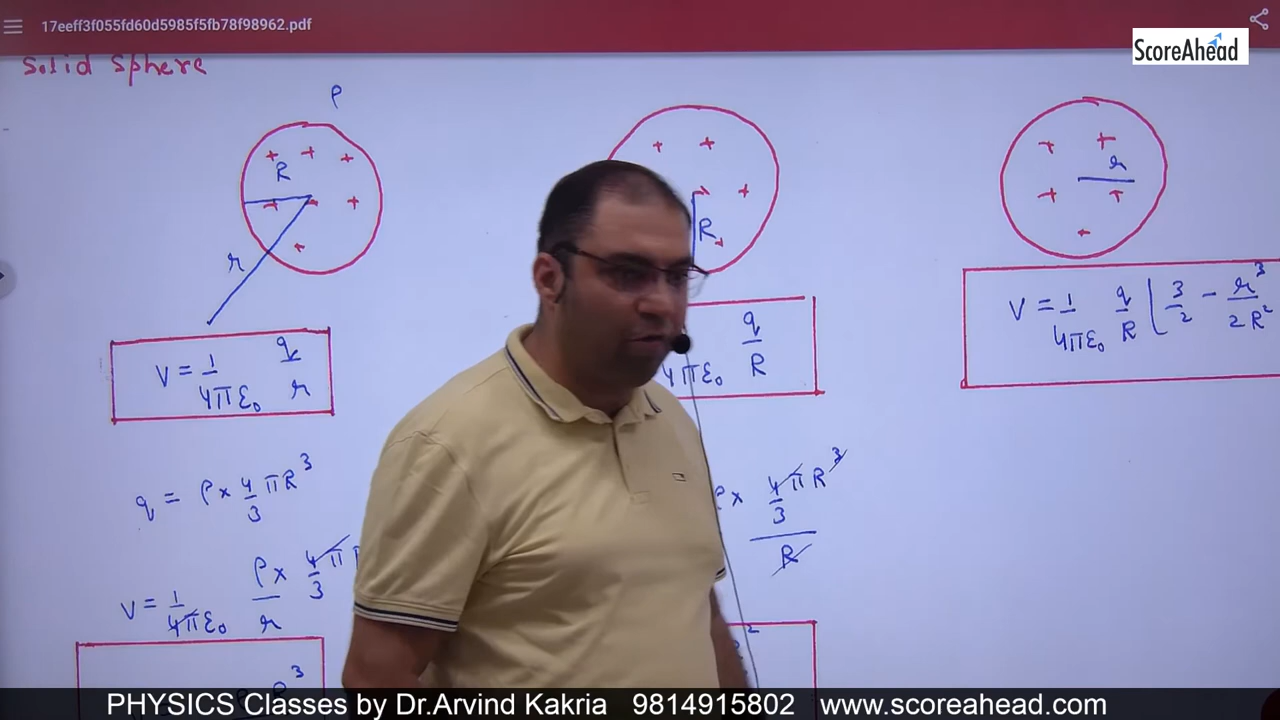 17eeff3f055fd60d5985f5fb78f98962.pdf
ScoreAhead
Solid Sphere
ρ
R
r
R
r
V = 1/4πε₀ q/r
4πε₀ q/R
V = 1/4πε₀ q/R [3/2 − r³/2R²
q = ρ × 4/3 πR³
ρ × 4/3 πR³ / R
V = 1/4πε₀ ρ × 4/3 π / r
PHYSICS Classes by Dr.Arvind Kakria 9814915802 www.scoreahead.com